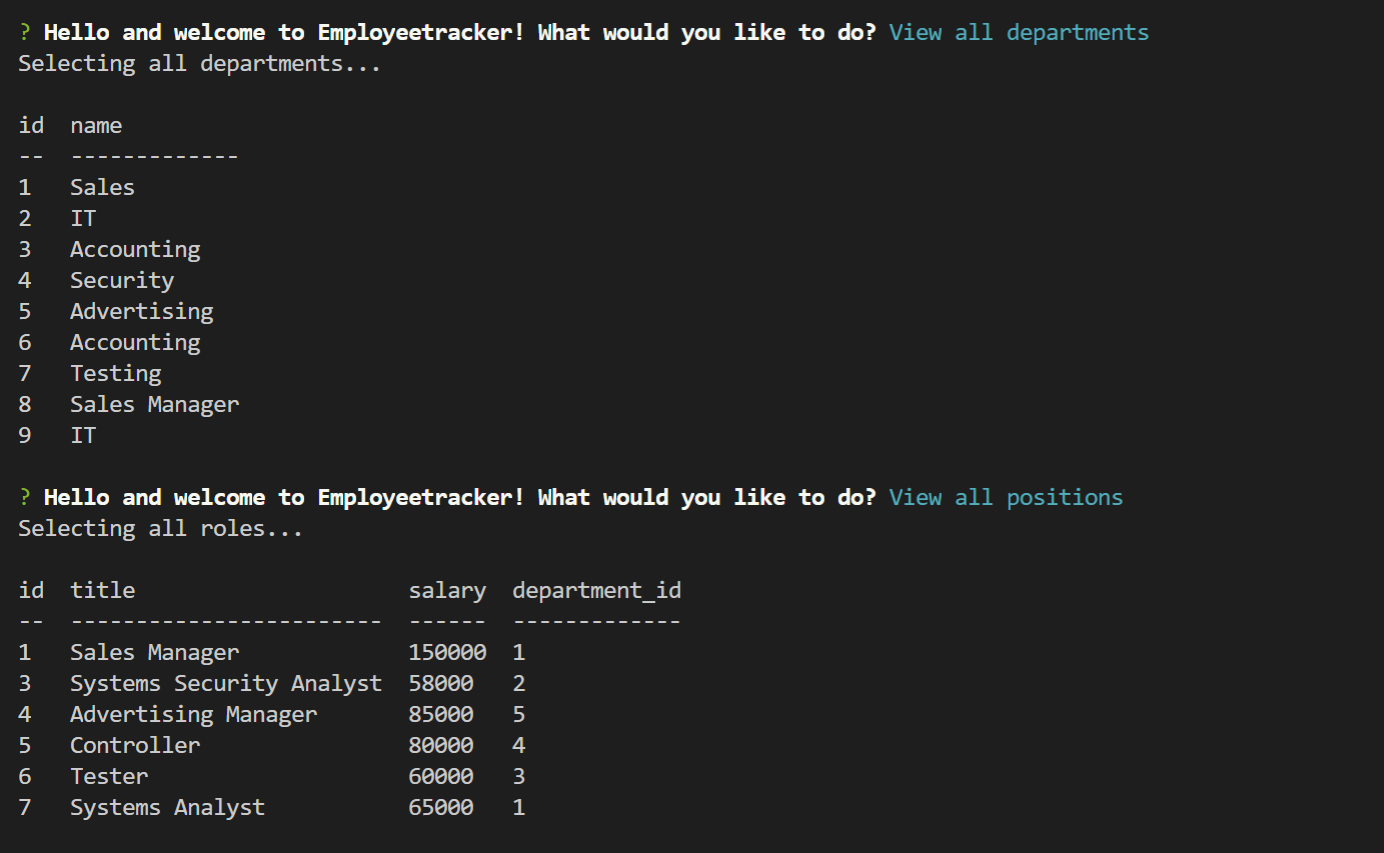 ? Hello and welcome to Employeetracker! What would you like to do? View all departments
Selecting all departments...
id  name
--  -------------
1   Sales
2   IT
3   Accounting
4   Security
5   Advertising
6   Accounting
7   Testing
8   Sales Manager
9   IT
? Hello and welcome to Employeetracker! What would you like to do? View all positions
Selecting all roles...
id  title                     salary  department_id
--  ------------------------  ------  -------------
1   Sales Manager             150000  1
3   Systems Security Analyst  58000   2
4   Advertising Manager       85000   5
5   Controller                80000   4
6   Tester                    60000   3
7   Systems Analyst           65000   1